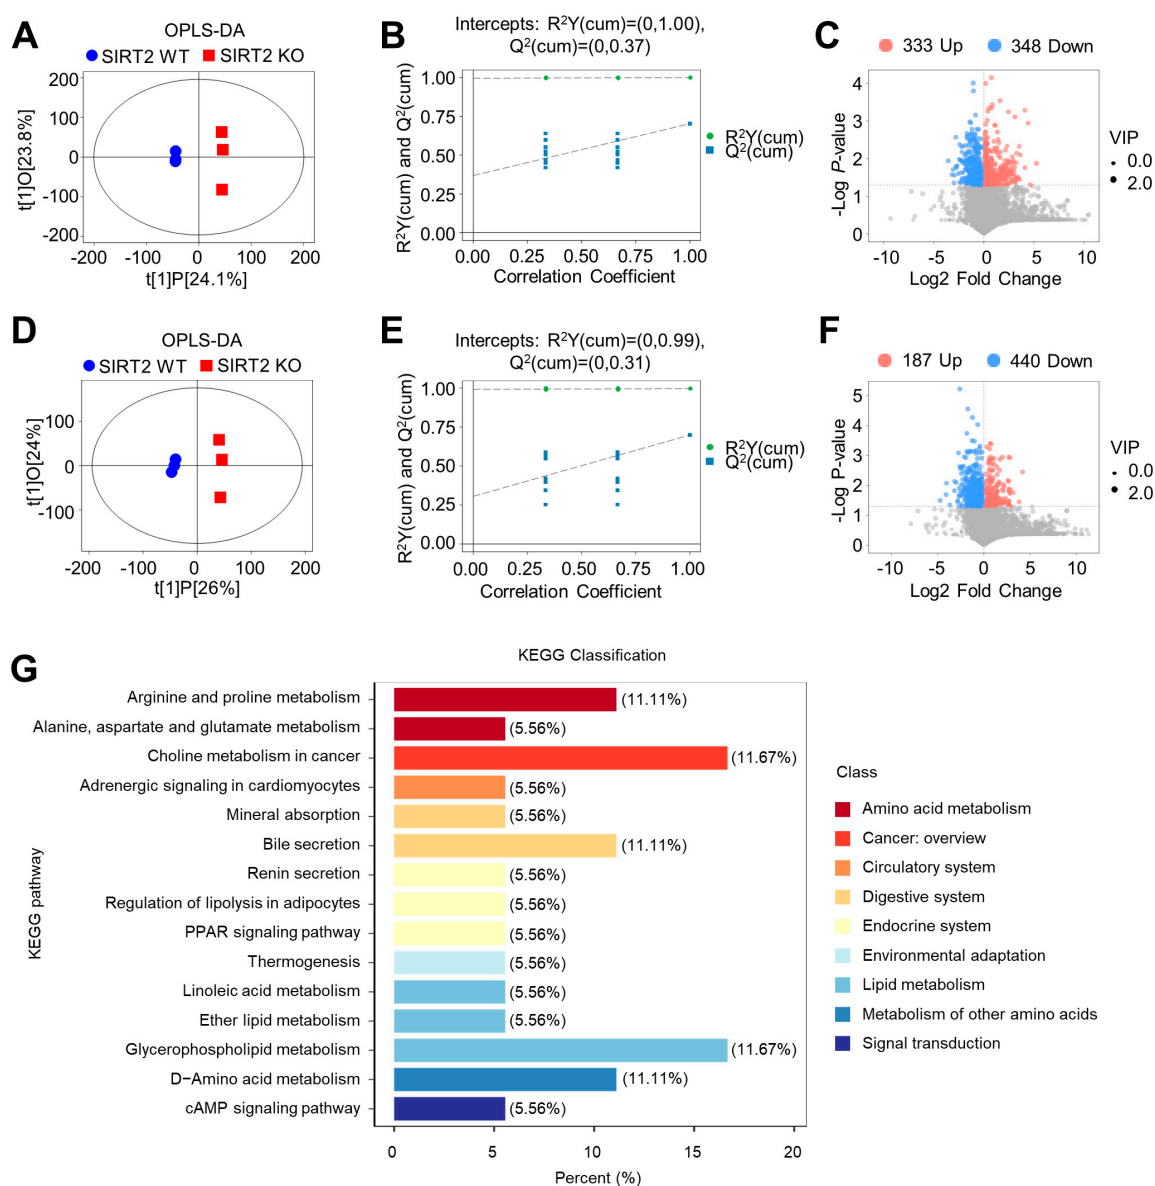 A
OPLS-DA
SIRT2 WT SIRT2 KO
t[1]O[23.8%]
200
100
0
-100
-200
-200 -100 0 100 200
t[1]P[24.1%]
B
Intercepts: R²Y(cum)=(0,1.00),
Q²(cum)=(0,0.37)
R²Y(cum) and Q²(cum)
1.00
0.75
0.50
0.25
0.00
0.00 0.25 0.50 0.75 1.00
Correlation Coefficient
R²Y(cum)
Q²(cum)
C
333 Up 348 Down
-Log P-value
4
3
2
1
0
-10 -5 0 5 10
Log2 Fold Change
VIP
0.0
2.0
D
OPLS-DA
SIRT2 WT SIRT2 KO
t[1]O[24%]
100
0
-100
-200 -100 0 100 200
t[1]P[26%]
E
Intercepts: R²Y(cum)=(0,0.99),
Q²(cum)=(0,0.31)
R²Y(cum) and Q²(cum)
1.00
0.75
0.50
0.25
0.00
0.00 0.25 0.50 0.75 1.00
Correlation Coefficient
R²Y(cum)
Q²(cum)
F
187 Up 440 Down
-Log P-value
5
4
3
2
1
0
-10 -5 0 5 10
Log2 Fold Change
VIP
0.0
2.0
G
KEGG Classification
KEGG pathway
Arginine and proline metabolism (11.11%)
Alanine, aspartate and glutamate metabolism (5.56%)
Choline metabolism in cancer (11.67%)
Adrenergic signaling in cardiomyocytes (5.56%)
Mineral absorption (5.56%)
Bile secretion (11.11%)
Renin secretion (5.56%)
Regulation of lipolysis in adipocytes (5.56%)
PPAR signaling pathway (5.56%)
Thermogenesis (5.56%)
Linoleic acid metabolism (5.56%)
Ether lipid metabolism (5.56%)
Glycerophospholipid metabolism (11.67%)
D−Amino acid metabolism (11.11%)
cAMP signaling pathway (5.56%)
0 5 10 15 20
Percent (%)
Class
Amino acid metabolism
Cancer: overview
Circulatory system
Digestive system
Endocrine system
Environmental adaptation
Lipid metabolism
Metabolism of other amino acids
Signal transduction